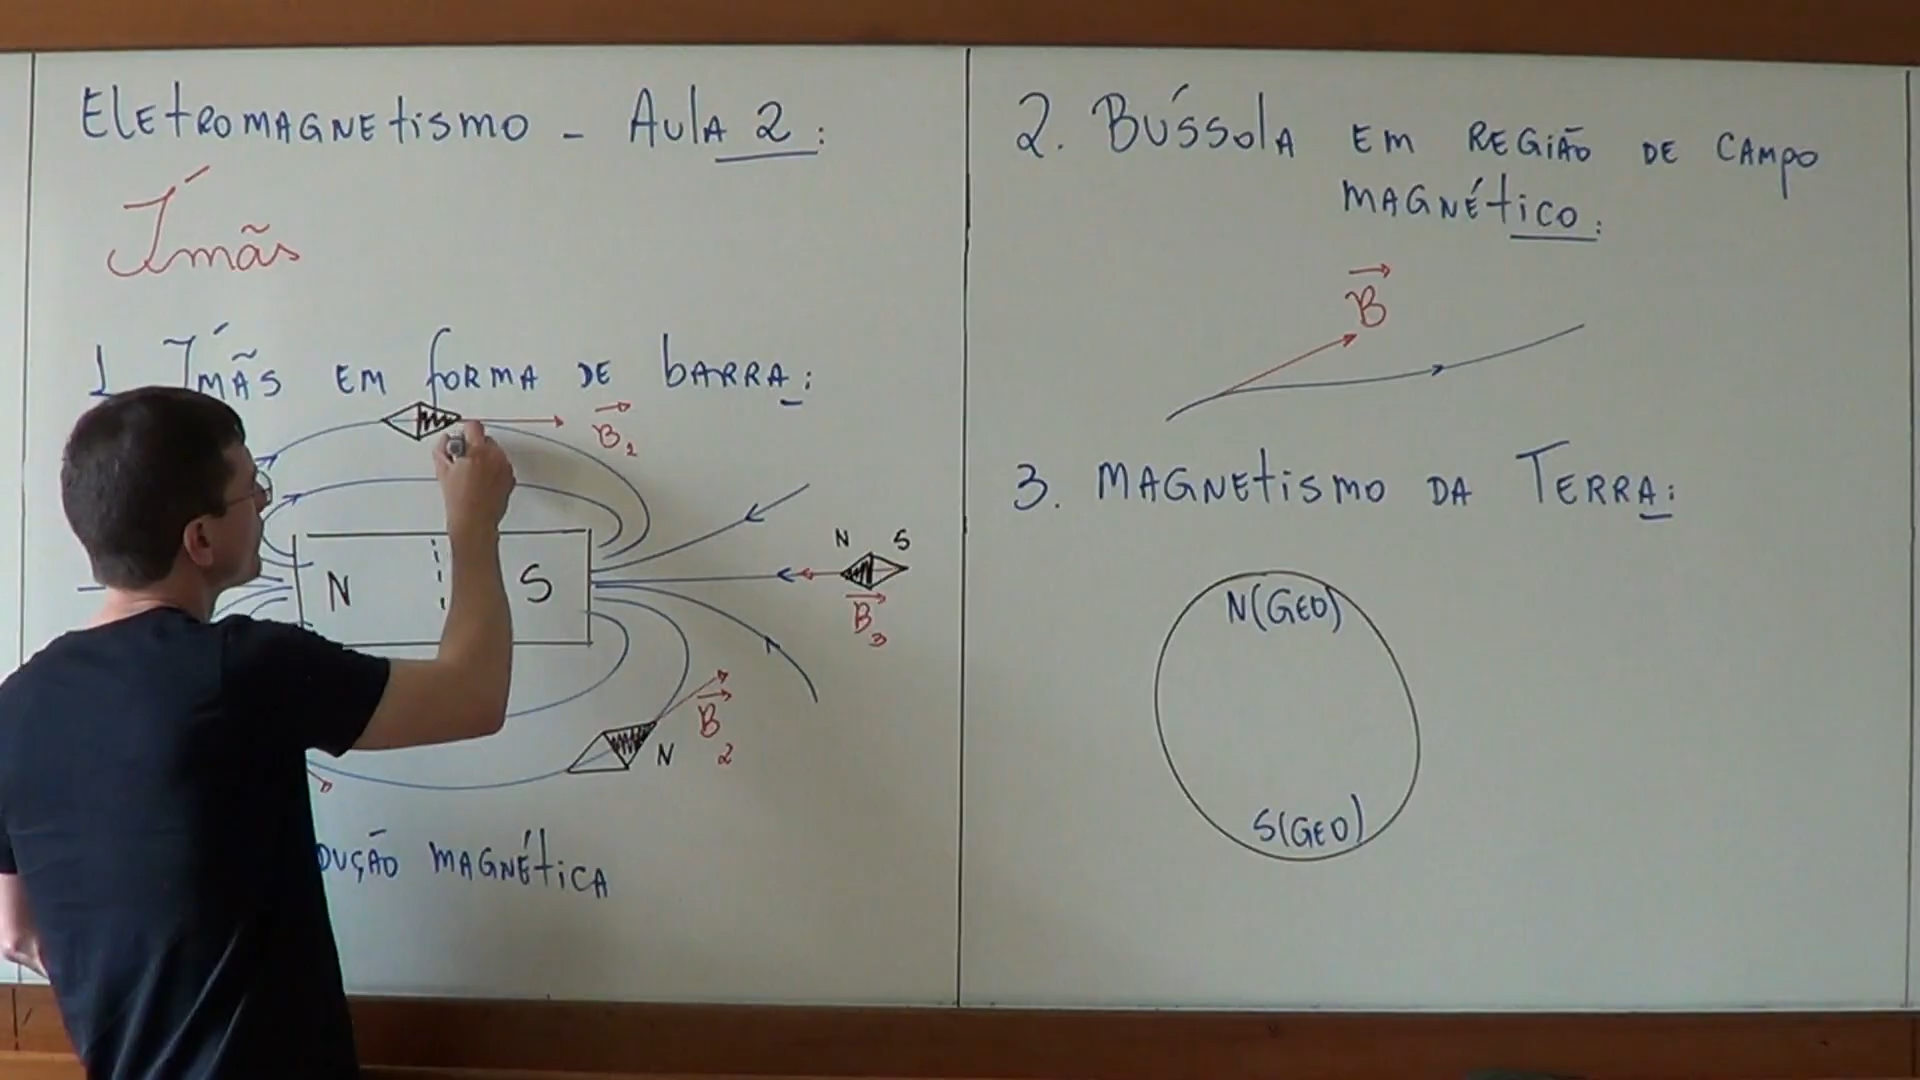 Eletromagnetismo - Aula 2:
Ímãs
1. Ímãs em forma de barra:
B₂
N S
N S
B₃
B₂
N
magnética
2. Bússola em região de campo
magnético:
B
3. Magnetismo da Terra:
N(GEO)
S(GEO)